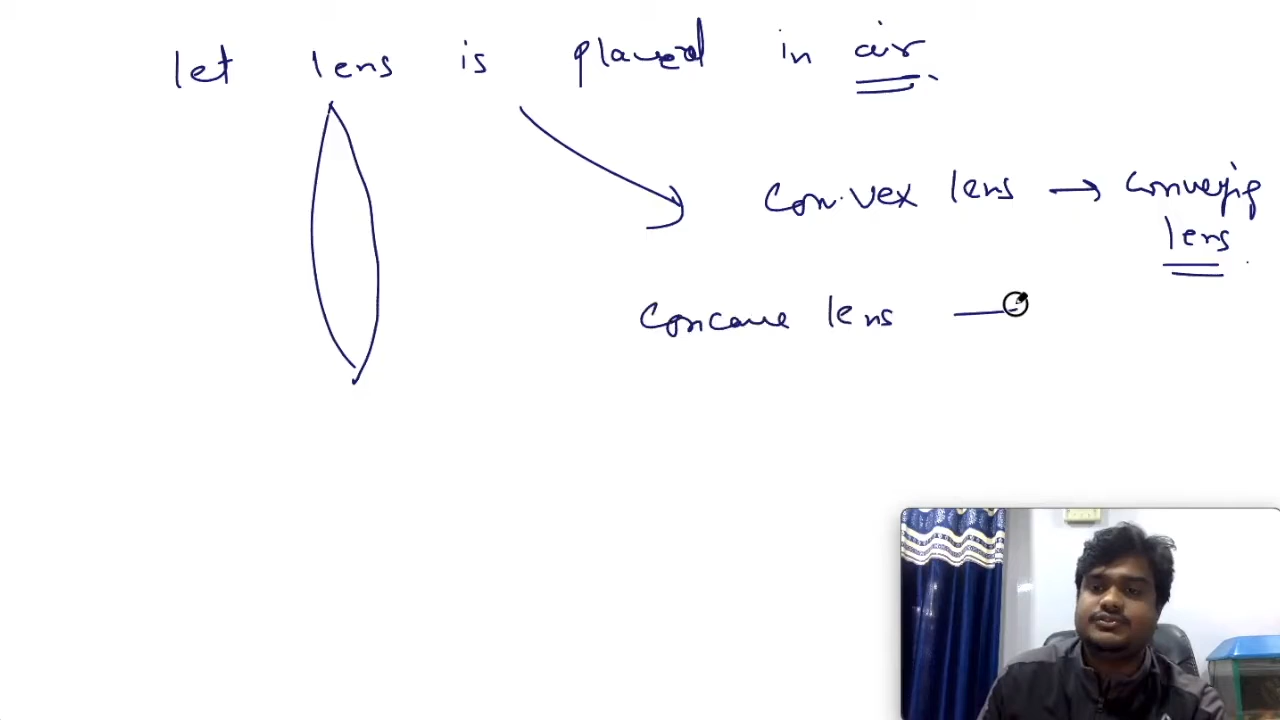 let lens is placed in air.
convex lens → converging
lens
concave lens —